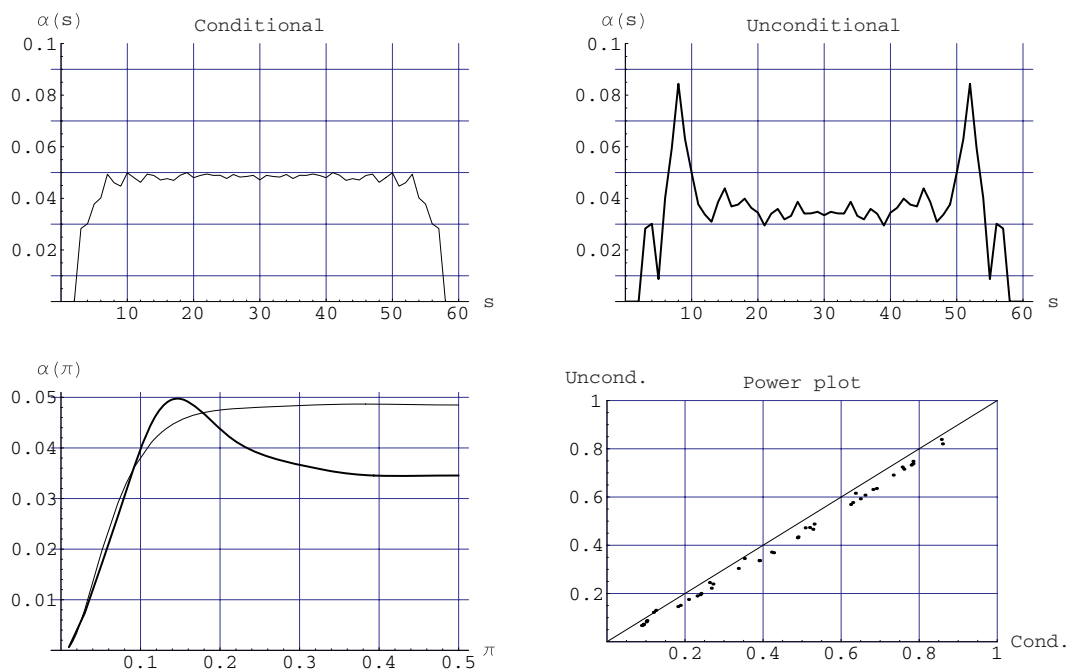 α(s)
Conditional
0.1
0.08
0.06
0.04
0.02
10 20 30 40 50 60 s
α(s)
Unconditional
0.1
0.08
0.06
0.04
0.02
10 20 30 40 50 60 s
α(π)
0.05
0.04
0.03
0.02
0.01
0.1 0.2 0.3 0.4 0.5 π
Uncond.
Power plot
1
0.8
0.6
0.4
0.2
0.2 0.4 0.6 0.8 1 Cond.